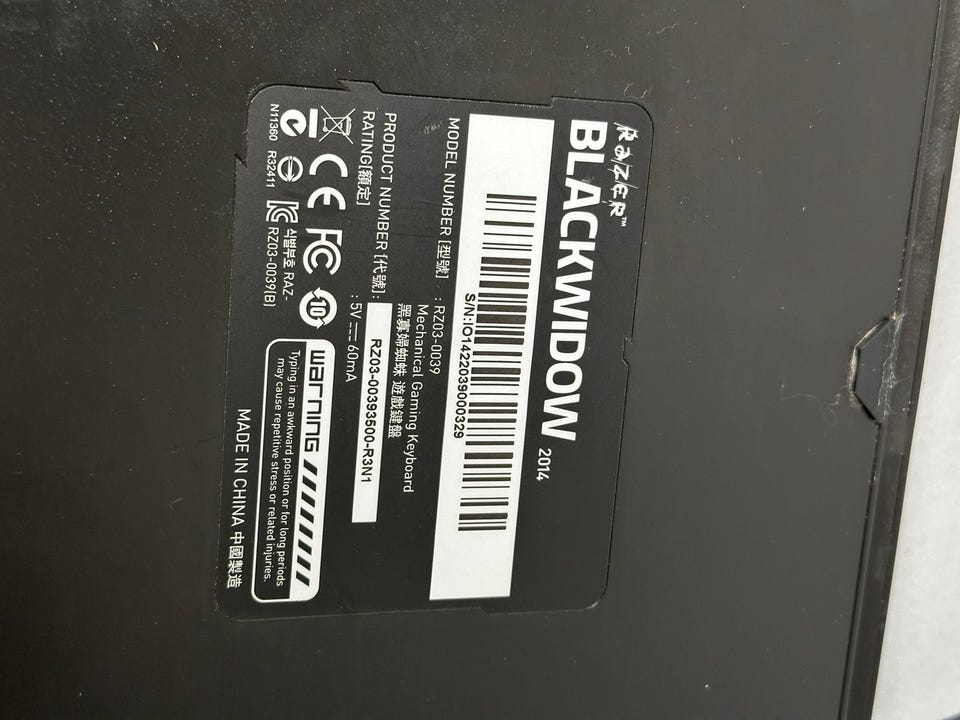 RAZER™
BLACKWIDOW 2014
S/N:IO1422039000329
MODEL NUMBER [型號] : RZ03-0039
Mechanical Gaming Keyboard
黑寡婦蜘蛛 遊戲鍵盤
PRODUCT NUMBER [代號] : RZ03-00393500-R3N1
RATING[額定] : 5V 60mA
CE FC 10
N11360 R32411
식별부호 RAZ-
RZ03-0039(B)
warning
Typing in an awkward position or for long periods
may cause repetitive stress or related injuries.
MADE IN CHINA 中國製造